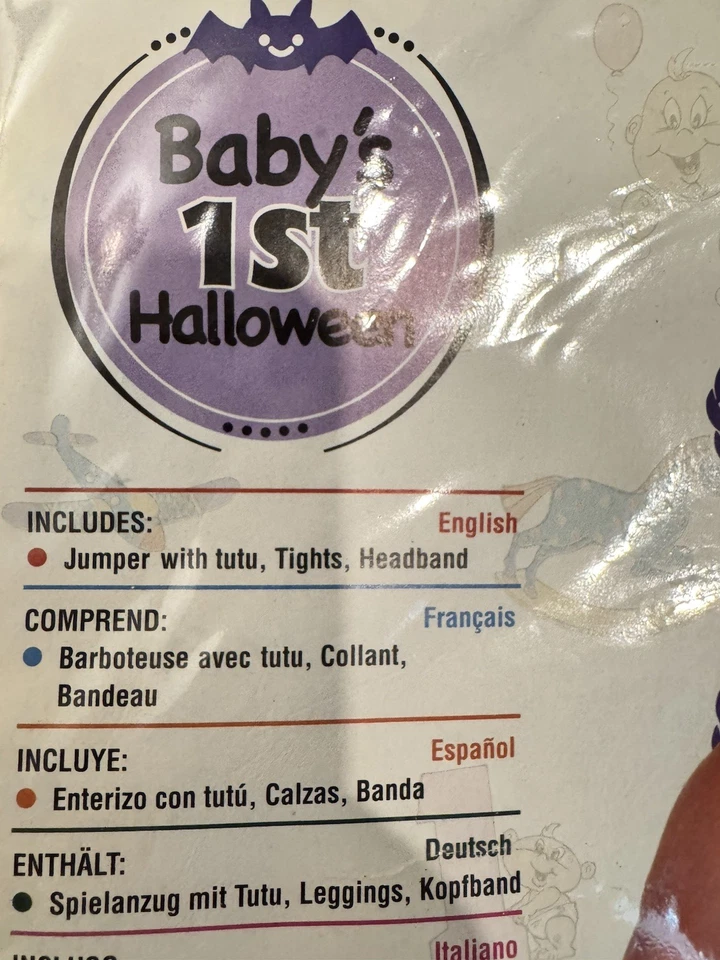 Baby's
1st
Halloween
INCLUDES:
English
Jumper with tutu, Tights, Headband
COMPREND:
Français
Barboteuse avec tutu, Collant,
Bandeau
INCLUYE:
Español
Enterizo con tutú, Calzas, Banda
ENTHÄLT:
Deutsch
Spielanzug mit Tutu, Leggings, Kopfband
Italiano